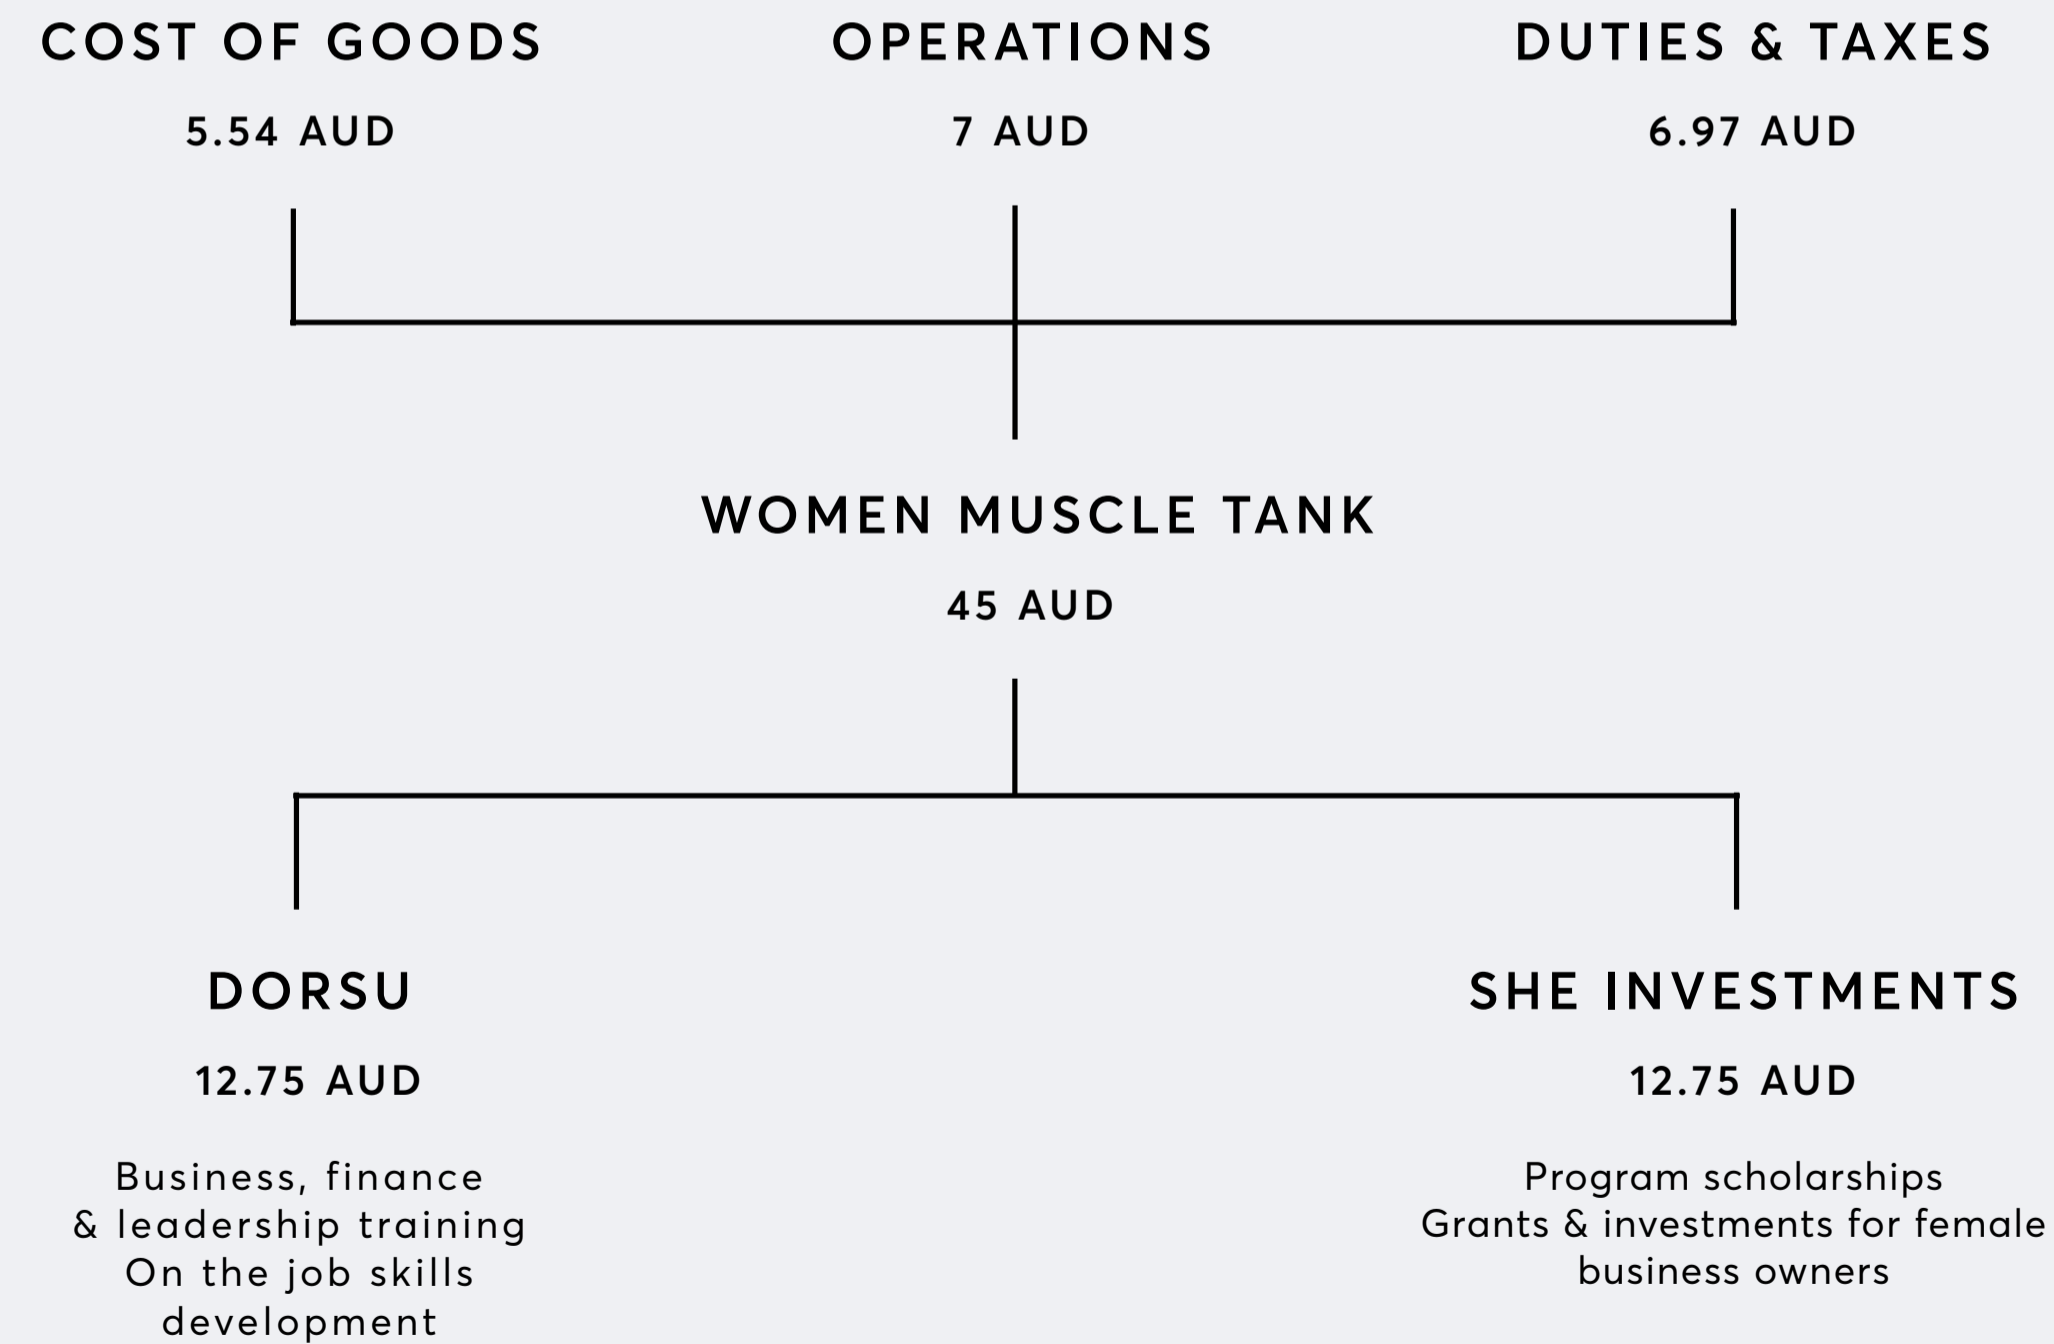 COST OF GOODS
5.54 AUD
OPERATIONS
7 AUD
DUTIES & TAXES
6.97 AUD
WOMEN MUSCLE TANK
45 AUD
DORSU
12.75 AUD
Business, finance
& leadership training
On the job skills
development
SHE INVESTMENTS
12.75 AUD
Program scholarships
Grants & investments for female
business owners